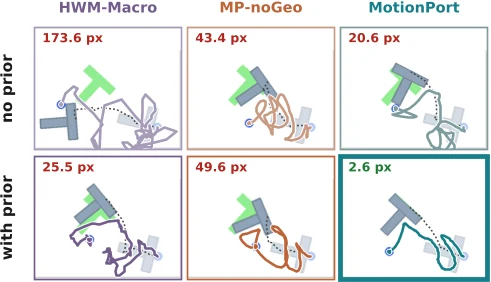 HWM-Macro MP-noGeo MotionPort
no prior
173.6 px 43.4 px 20.6 px
with prior
25.5 px 49.6 px 2.6 px